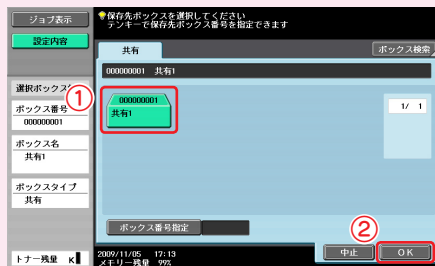 ジョブ表示
設定内容
保存先ボックスを選択してください
テンキーで保存先ボックス番号を指定できます
共有
ボックス検索
000000001 共有1
選択ボックス
①
ボックス番号
000000001
ボックス名
共有1
ボックスタイプ
共有
000000001
共有1
1/ 1
ボックス番号指定
②
中止
OK
トナー残量 K
2009/11/05 17:13
メモリー残量 99%